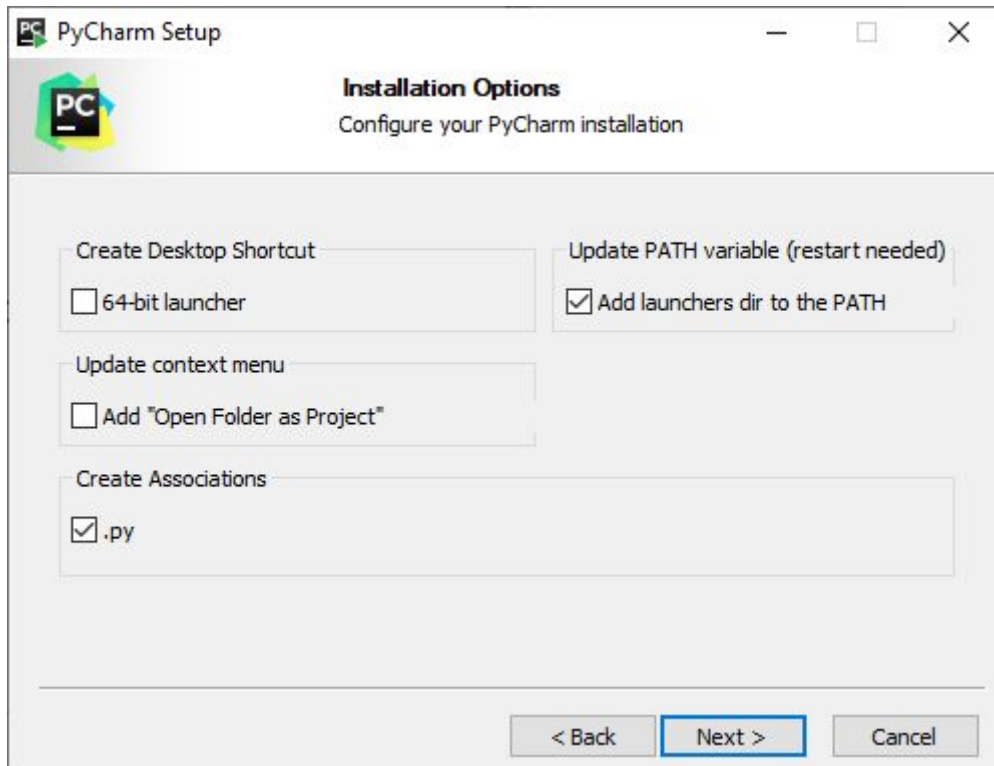 PyCharm Setup
PC
Installation Options
Configure your PyCharm installation
Create Desktop Shortcut
64-bit launcher
Update PATH variable (restart needed)
Add launchers dir to the PATH
Update context menu
Add "Open Folder as Project"
Create Associations
.py
< Back
Next >
Cancel